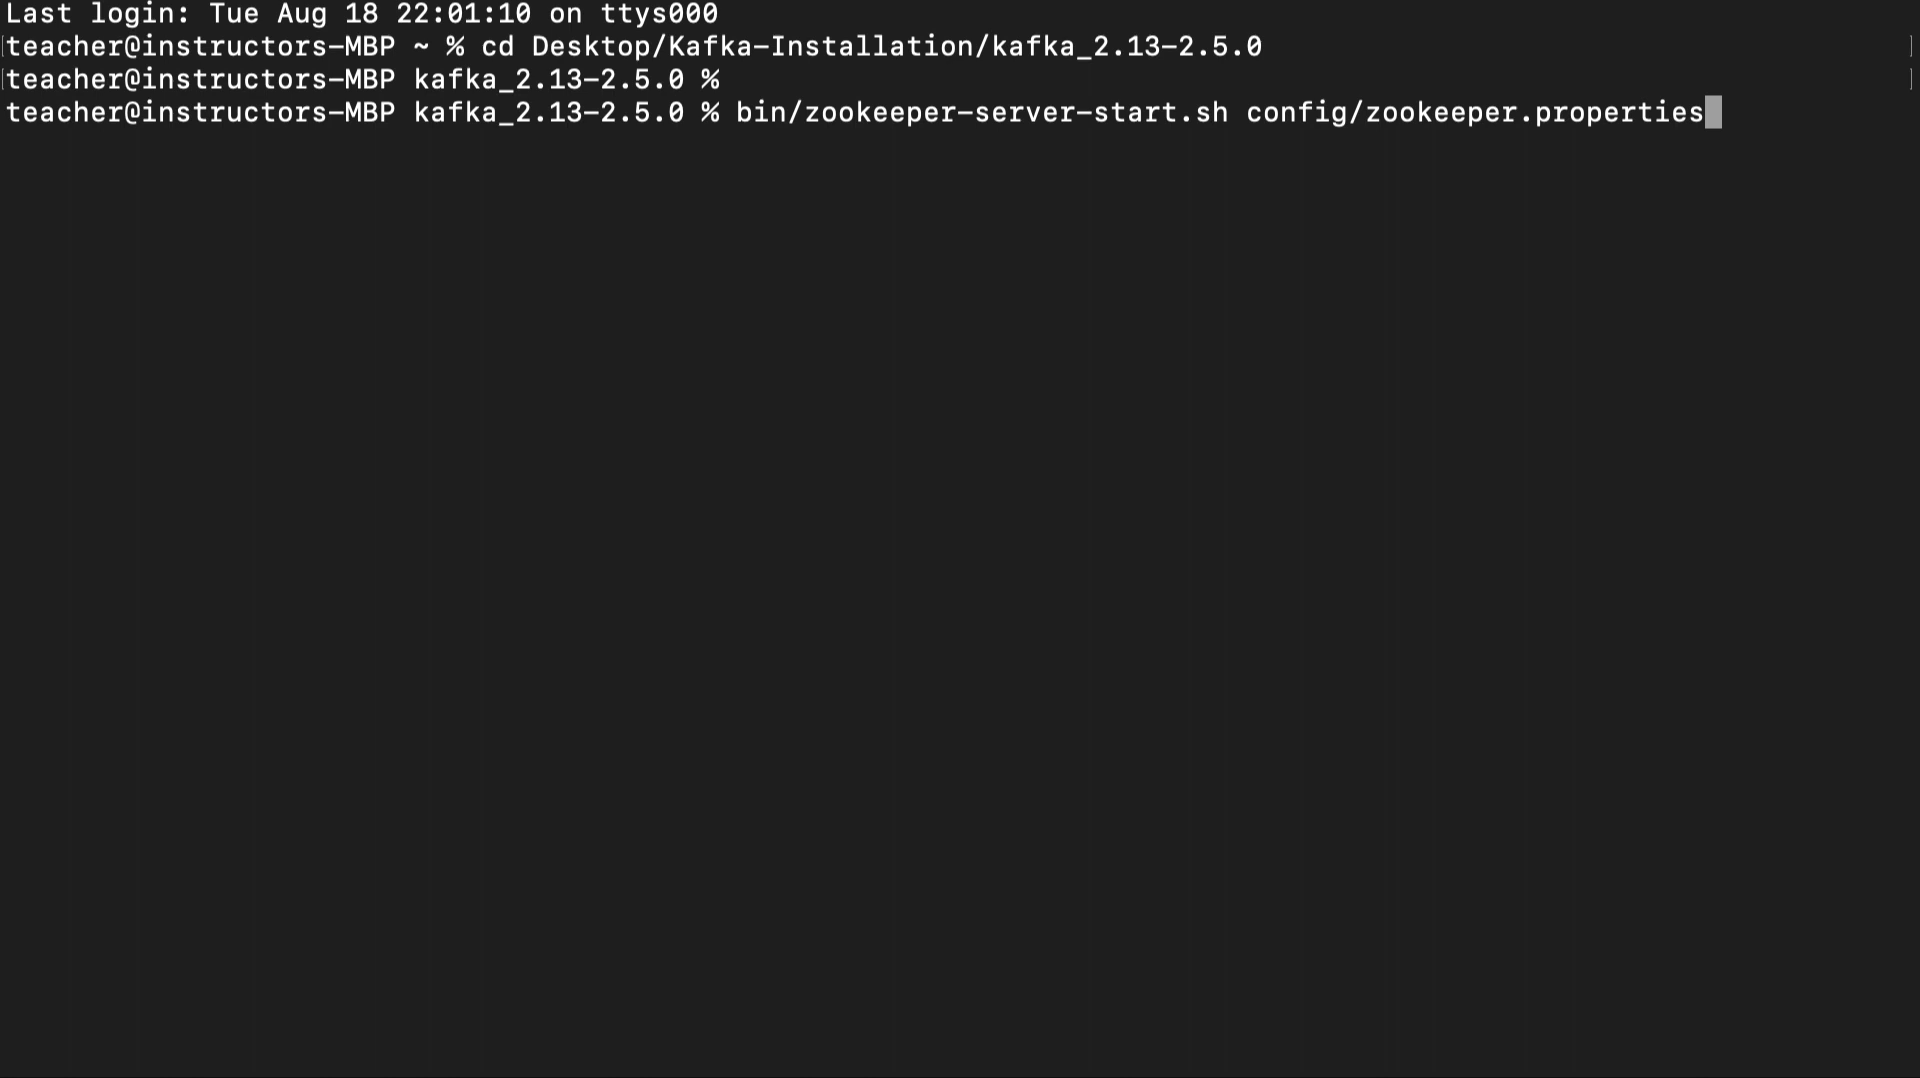 Last login: Tue Aug 18 22:01:10 on ttys000
[teacher@instructors-MBP ~ % cd Desktop/Kafka-Installation/kafka_2.13-2.5.0 ]
[teacher@instructors-MBP kafka_2.13-2.5.0 % ]
teacher@instructors-MBP kafka_2.13-2.5.0 % bin/zookeeper-server-start.sh config/zookeeper.properties